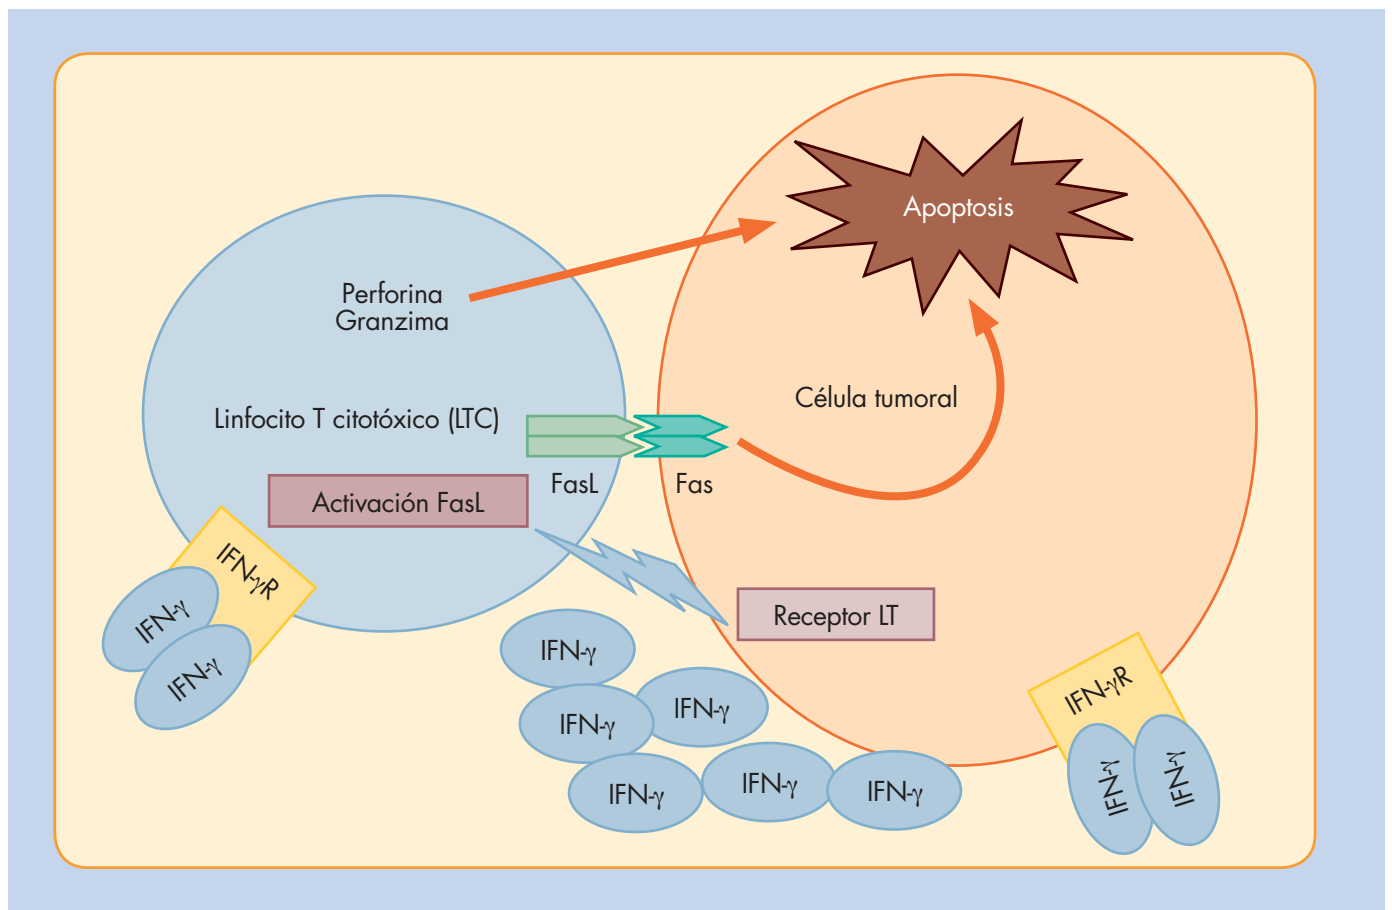 Apoptosis
Perforina
Granzima
Célula tumoral
Linfocito T citotóxico (LTC)
FasL
Fas
Activación FasL
IFN-γR
IFN-γ
IFN-γ
Receptor LT
IFN-γ
IFN-γ
IFN-γ
IFN-γ
IFN-γ
IFN-γ
IFN-γR
IFN-γ
IFN-γ